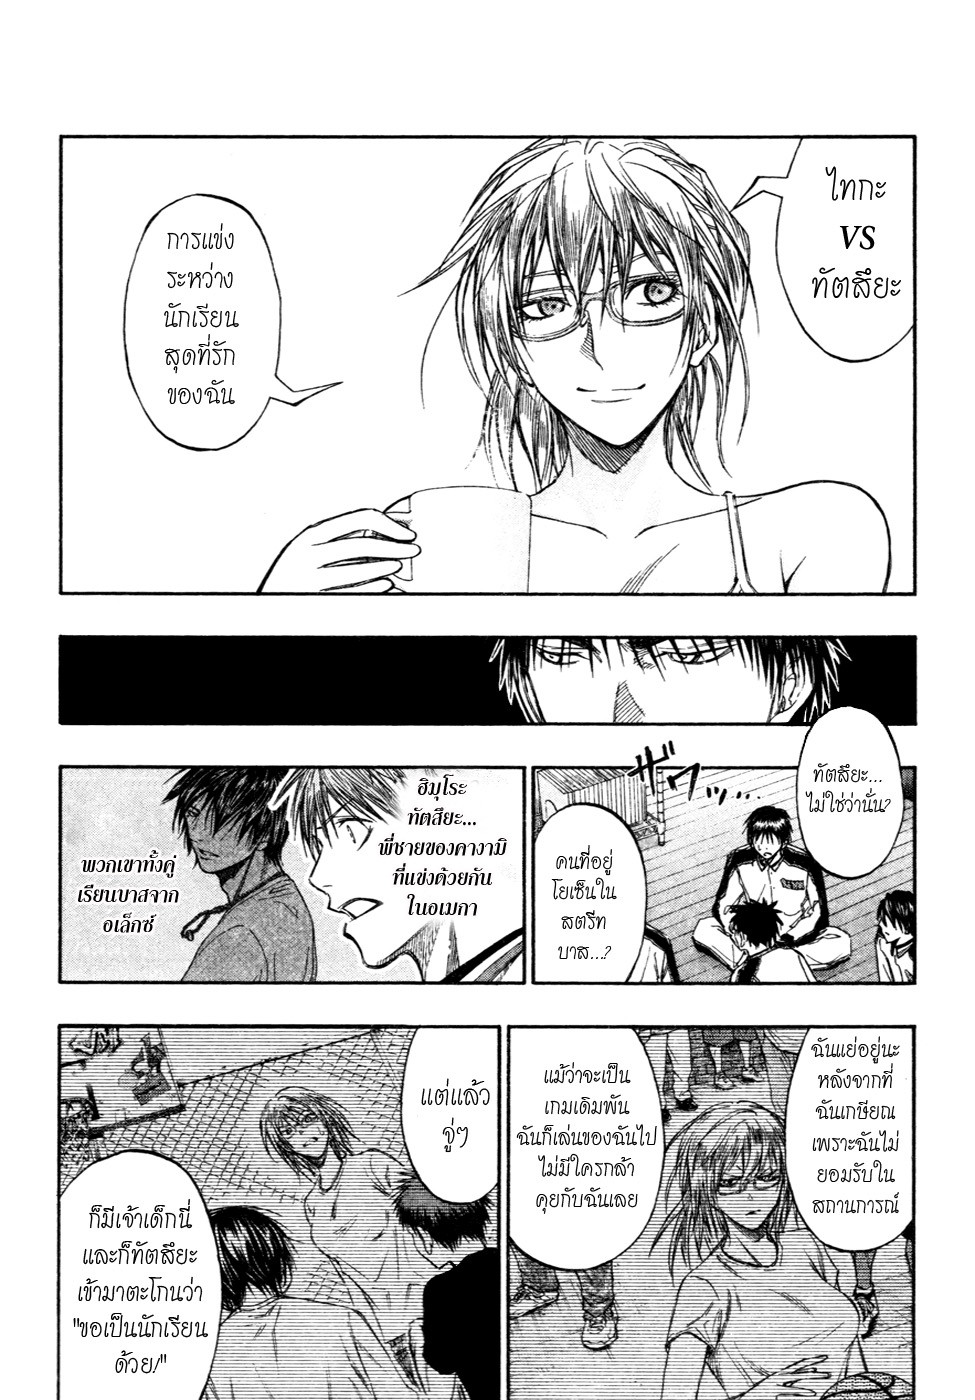 ไทกะ
VS
ทัตสึยะ
การแข่ง
ระหว่าง
นักเรียน
สุดที่รัก
ของฉัน
ทัตสึยะ...
ไม่ใช่ว่านั่น?
ザワッ...
คนที่อยู่
โยเซ็นใน
สตรีท
บาส...?
ฮิมุโระ
ทัตสึยะ...
พี่ชายของคางามิ
ที่แข่งด้วยกัน
ในอเมกา
พวกเขาทั้งคู่
เรียนบาสจาก
อเล็กซ์
ฉันแย่อยู่นะ
หลังจากที่
ฉันเกษียณ
เพราะฉันไม่
ยอมรับใน
สถานการณ์
แม้ว่าจะเป็น
เกมเดิมพัน
ฉันก็เล่นของฉันไป
ไม่มีใครกล้า
คุยกับฉันเลย
แต่แล้ว
จู่ๆ
ก็มีเจ้าเด็กนี่
และก็ทัตสึยะ
เข้ามาตะโกนว่า
"ขอเป็นนักเรียน
ด้วย!"